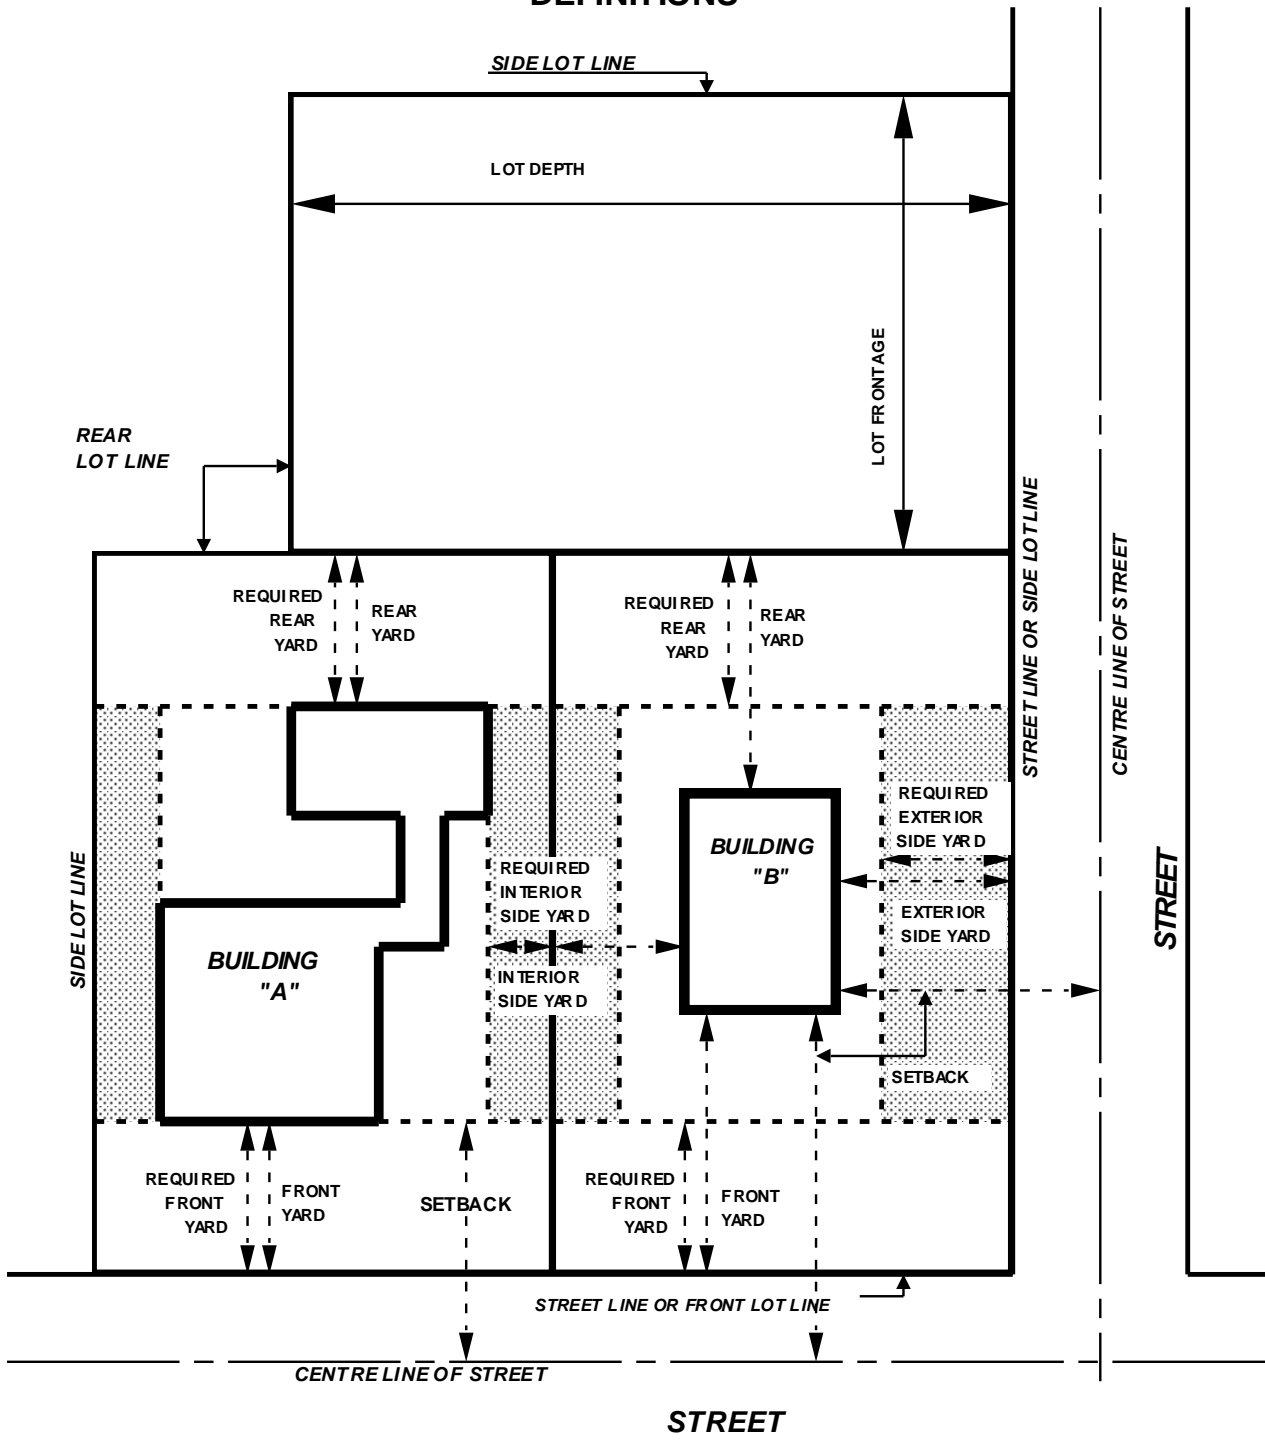 DEFINITIONS
SIDE LOT LINE
LOT DEPTH
LOT FRONTAGE
REAR
LOT LINE
STREET LINE OR SIDE LOT LINE
CENTRE LINE OF STREET
REQUIRED
REAR
YARD
REAR
YARD
REQUIRED
REAR
YARD
REAR
YARD
SIDE LOT LINE
BUILDING
"A"
REQUIRED
INTERIOR
SIDE YARD
INTERIOR
SIDE YARD
BUILDING
"B"
REQUIRED
EXTERIOR
SIDE YARD
EXTERIOR
SIDE YARD
SETBACK
STREET
REQUIRED
FRONT
YARD
FRONT
YARD
SETBACK
REQUIRED
FRONT
YARD
FRONT
YARD
STREET LINE OR FRONT LOT LINE
CENTRE LINE OF STREET
STREET